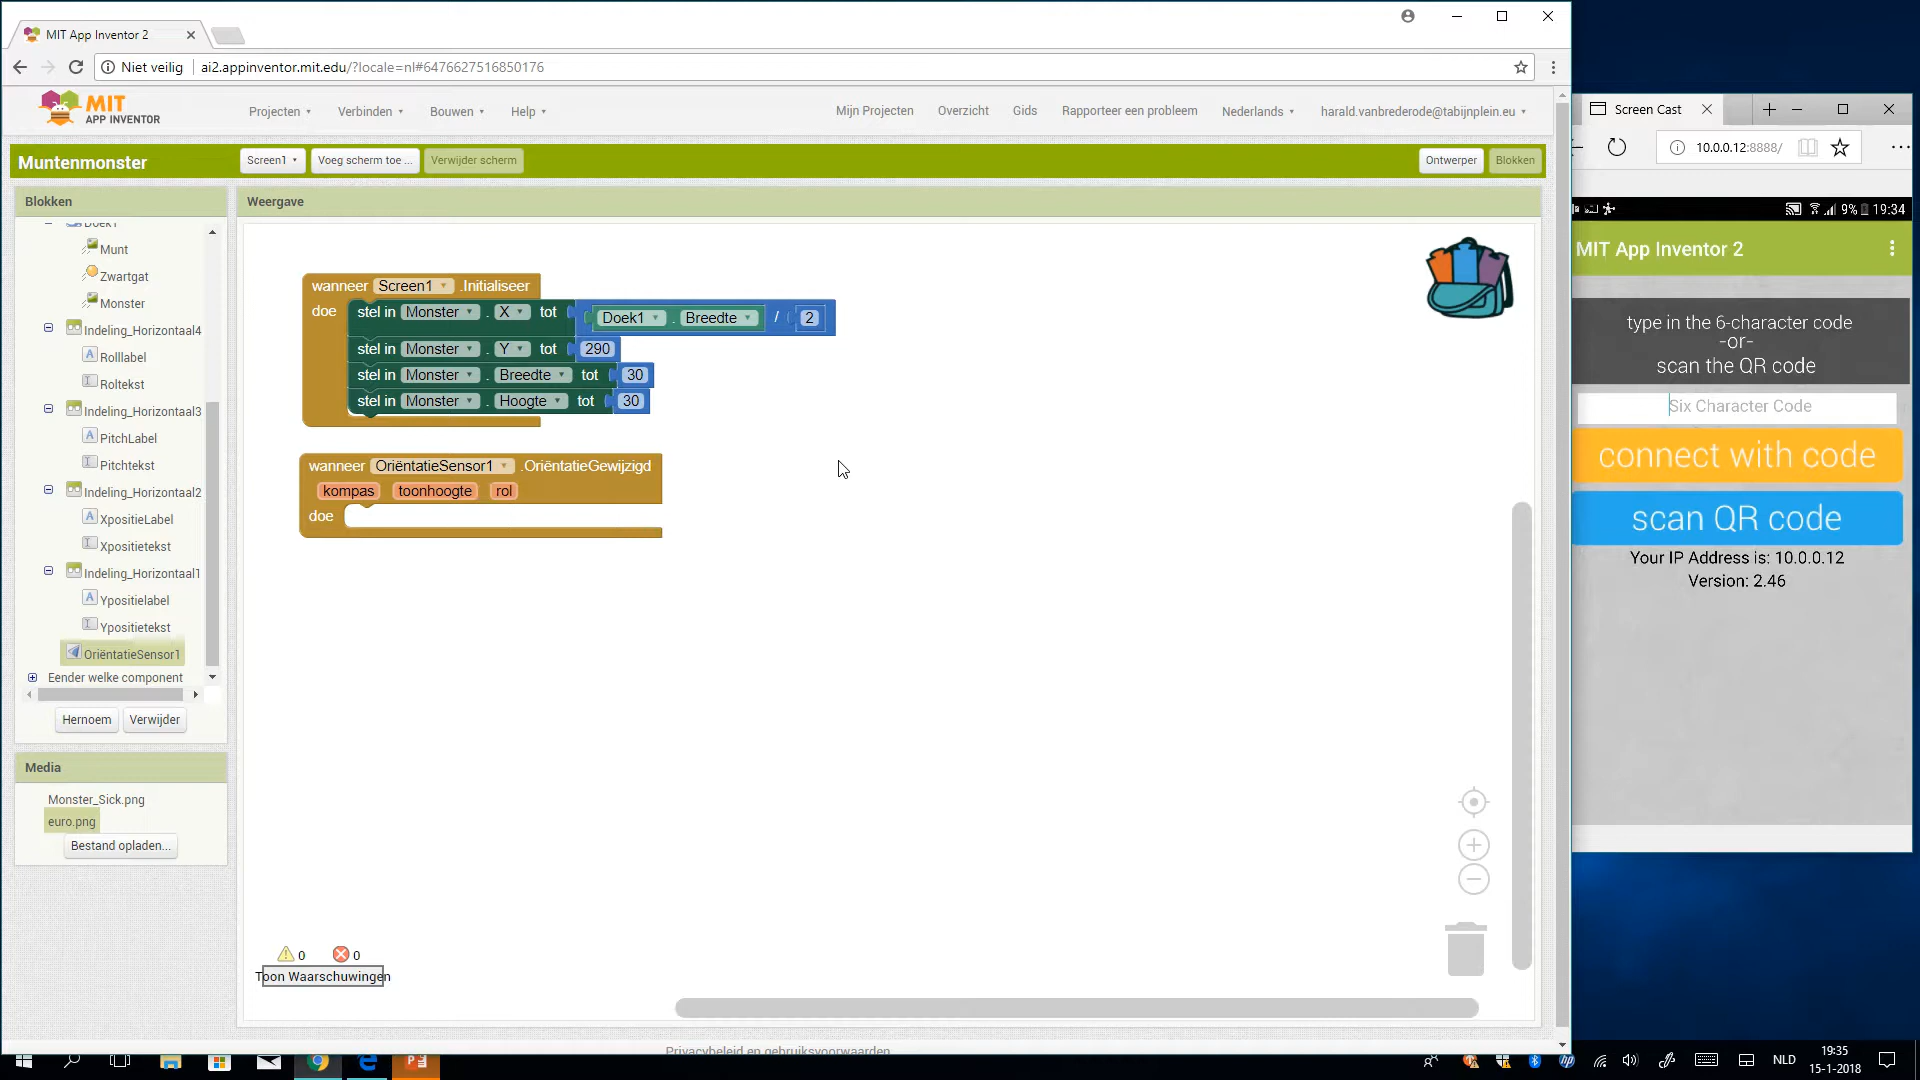 MIT App Inventor 2
Niet veilig
ai2.appinventor.mit.edu/?locale=nl#6476627516850176
MIT
APP INVENTOR
Projecten
Verbinden
Bouwen
Help
Mijn Projecten
Overzicht
Gids
Rapporteer een probleem
Nederlands
harald.vanbrederode@tabijnplein.eu
Muntenmonster
Screen1
Voeg scherm toe ...
Verwijder scherm
Ontwerper
Blokken
Blokken
Doek1
Munt
Zwartgat
Monster
Indeling_Horizontaal4
Rolllabel
Roltekst
Indeling_Horizontaal3
PitchLabel
Pitchtekst
Indeling_Horizontaal2
XpositieLabel
Xpositietekst
Indeling_Horizontaal1
Ypositielabel
Ypositietekst
OriëntatieSensor1
Eender welke component
Hernoem
Verwijder
Media
Monster_Sick.png
euro.png
Bestand opladen...
Weergave
wanneer Screen1 .Initialiseer
doe stel in Monster . X tot Doek1 . Breedte / 2
stel in Monster . Y tot 290
stel in Monster . Breedte tot 30
stel in Monster . Hoogte tot 30
wanneer OriëntatieSensor1 .OriëntatieGewijzigd
kompas toonhoogte rol
doe
0 0
Toon Waarschuwingen
Privacybeleid en gebruiksvoorwaarden
Screen Cast
10.0.0.12:8888/
9% 19:34
MIT App Inventor 2
type in the 6-character code
-or-
scan the QR code
Six Character Code
connect with code
scan QR code
Your IP Address is: 10.0.0.12
Version: 2.46
NLD
19:35
15-1-2018